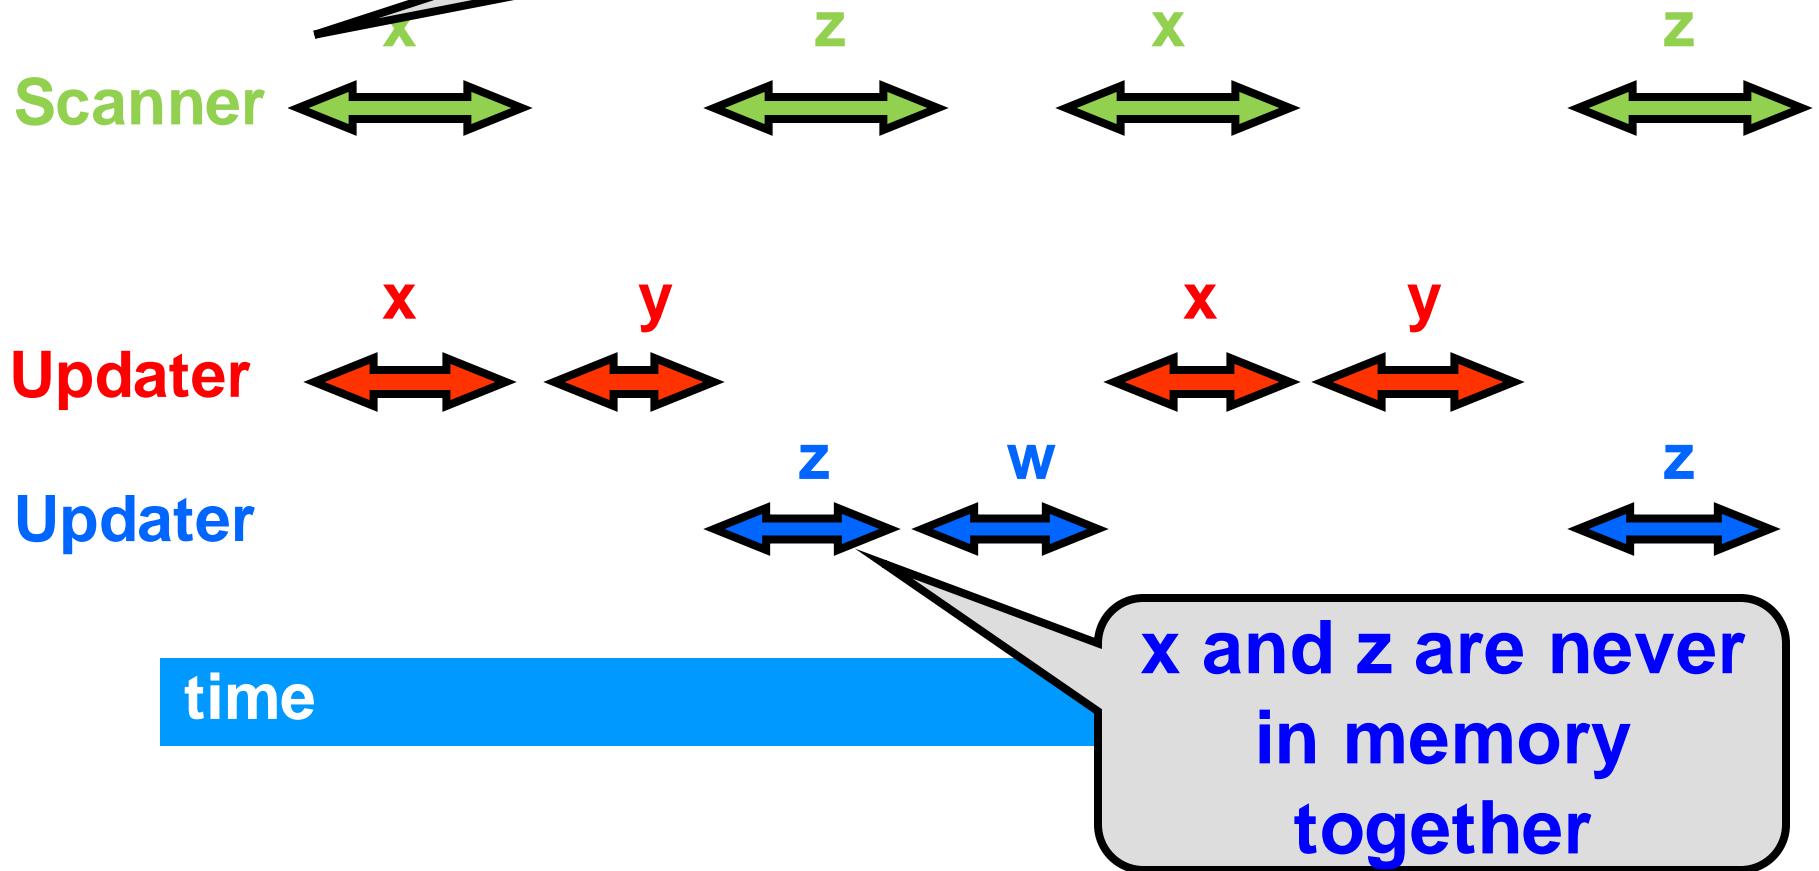 x z x z
Scanner
x y x y
Updater
z w z
Updater
time
x and z are never
in memory
together